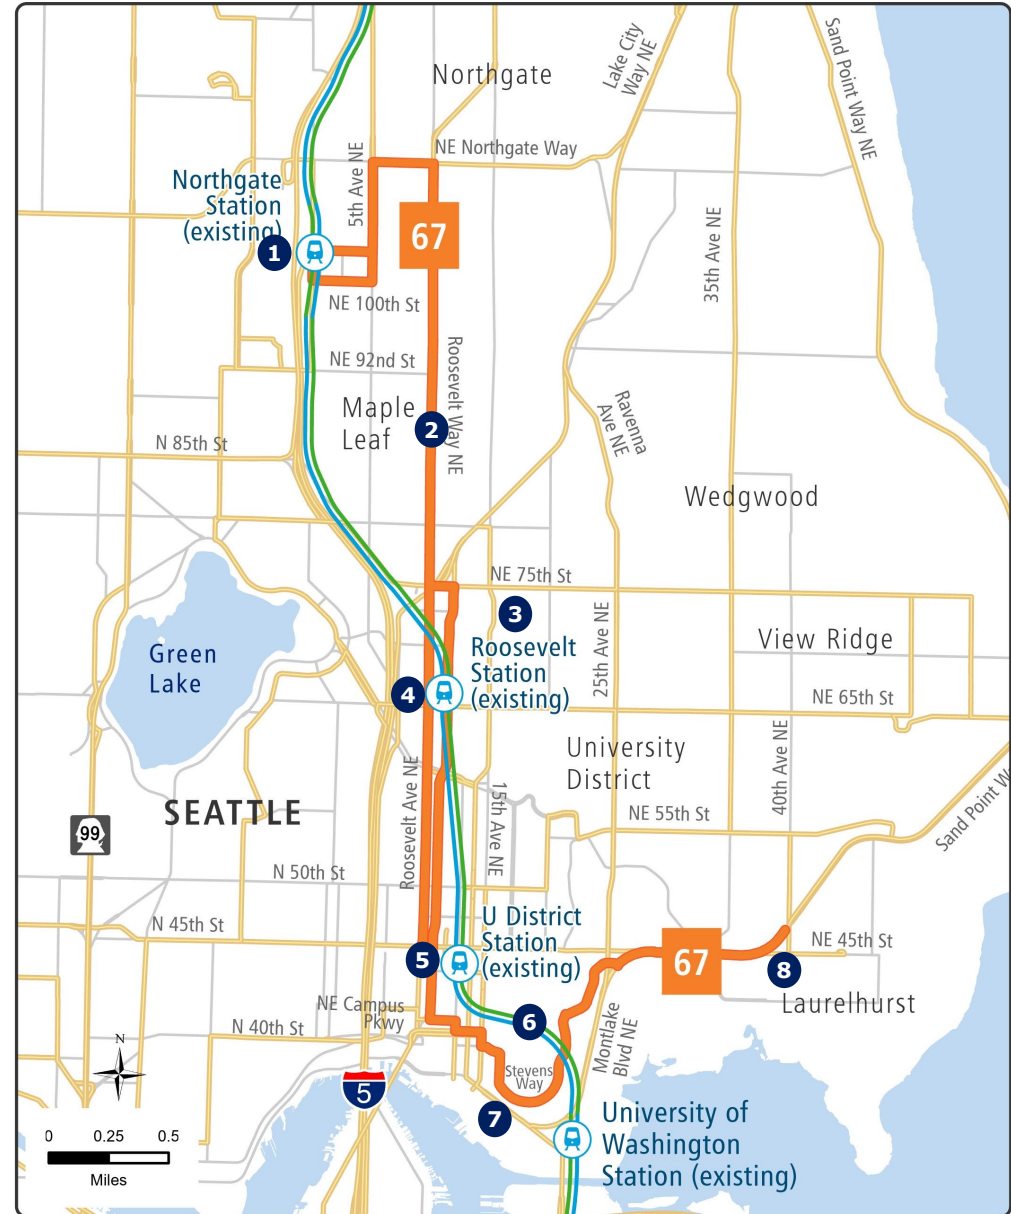 Northgate
Lake City
Way NE
Sand Point Way NE
NE Northgate Way
5th Ave NE
Northgate
Station
(existing)
1
67
35th Ave NE
NE 100th St
NE 92nd St
Roosevelt Way NE
Maple
Leaf
2
Ravenna
Ave NE
N 85th St
Wedgwood
NE 75th St
3
Roosevelt
Station
(existing)
25th Ave NE
View Ridge
Green
Lake
4
NE 65th St
University
District
40th Ave NE
Roosevelt Ave NE
15th Ave NE
SEATTLE
NE 55th St
Sand Point W
99
N 50th St
U District
Station
(existing)
N 45th St
5
67
NE 45th St
8
Laurelhurst
NE Campus
Pkwy
6
N 40th St
Montlake
Blvd NE
N
Stevens
Way
5
7
University of
Washington
Station (existing)
0 0.25 0.5
Miles